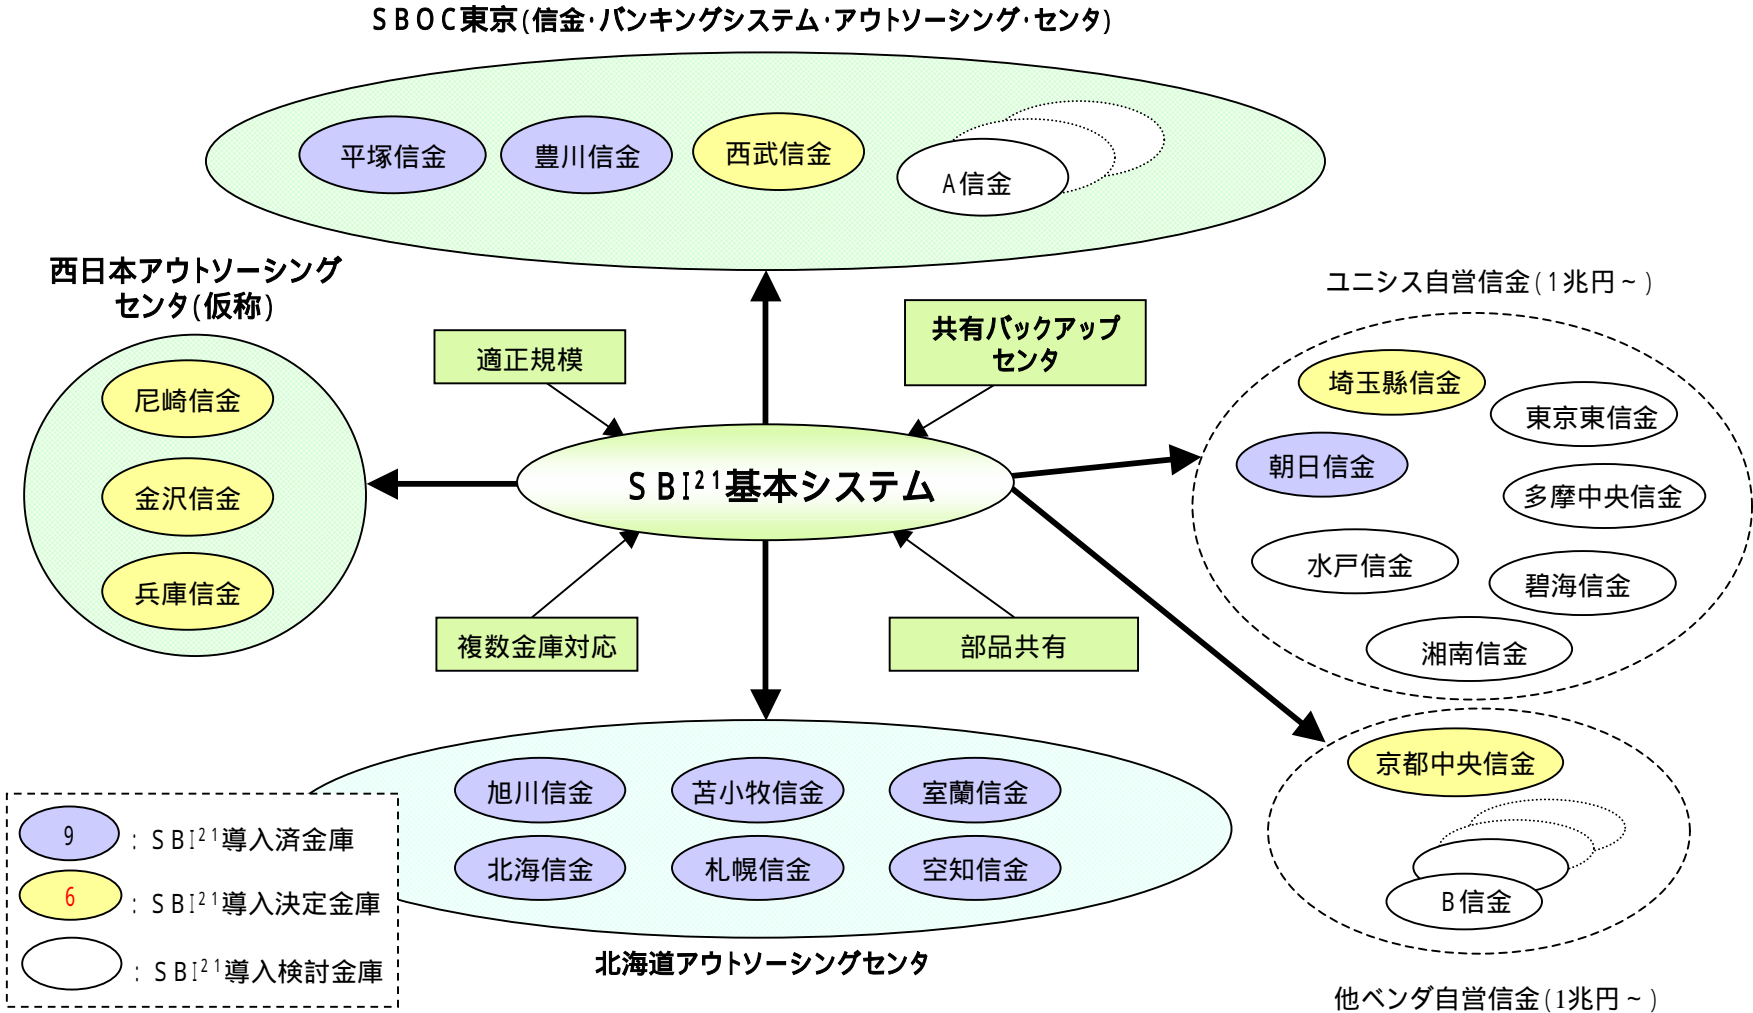 SBOC東京(信金・バンキングシステム・アウトソーシング・センタ)
平塚信金
豊川信金
西武信金
A信金
西日本アウトソーシング
センタ(仮称)
尼崎信金
金沢信金
兵庫信金
適正規模
共有バックアップ
センタ
SBI²¹基本システム
複数金庫対応
部品共有
ユニシス自営信金(1兆円~)
埼玉縣信金
東京東信金
朝日信金
多摩中央信金
水戸信金
碧海信金
湘南信金
京都中央信金
B信金
他ベンダ自営信金(1兆円~)
旭川信金
苫小牧信金
室蘭信金
北海信金
札幌信金
空知信金
北海道アウトソーシングセンタ
9 : SBI²¹導入済金庫
6 : SBI²¹導入決定金庫
: SBI²¹導入検討金庫